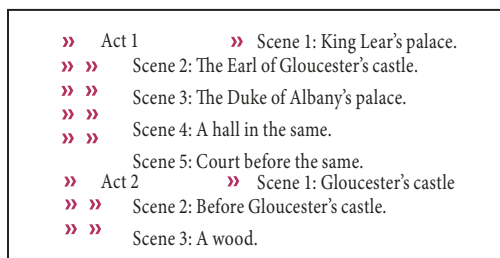 » Act 1 » Scene 1: King Lear's palace.
» » Scene 2: The Earl of Gloucester's castle.
» » Scene 3: The Duke of Albany's palace.
» » Scene 4: A hall in the same.
» » Scene 5: Court before the same.
» Act 2 » Scene 1: Gloucester's castle
» » Scene 2: Before Gloucester's castle.
» » Scene 3: A wood.